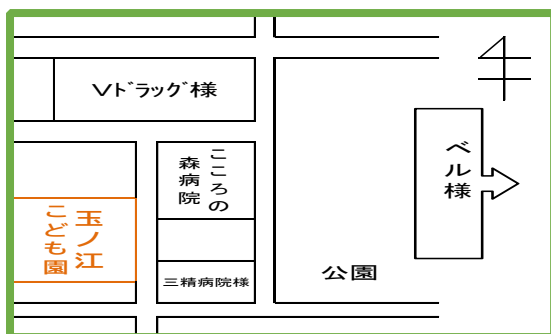 Vドラッグ様
こころの
森病院
ベル様
玉ノ江
こども園
三精病院様
公園